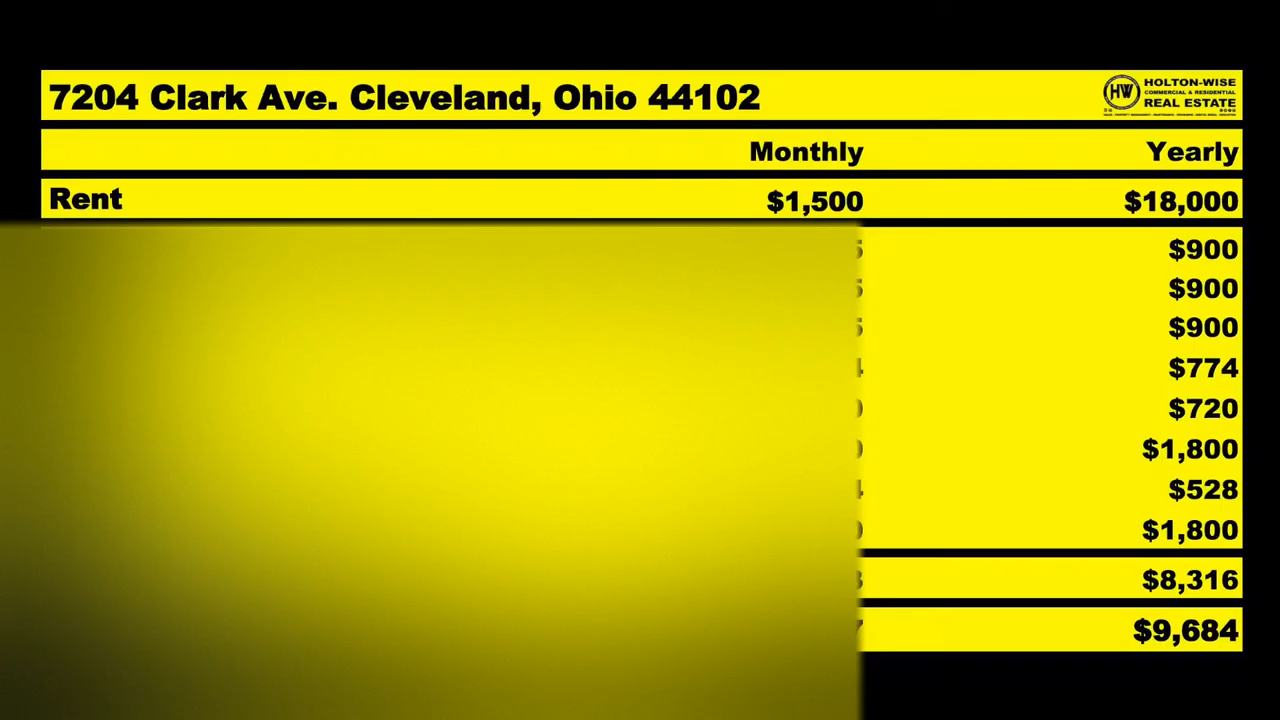 7204 Clark Ave. Cleveland, Ohio 44102
HW
HOLTON-WISE
COMMERCIAL & RESIDENTIAL
REAL ESTATE
Monthly Yearly
Rent $1,500 $18,000
$900
$900
$900
$774
$720
$1,800
$528
$1,800
$8,316
$9,684